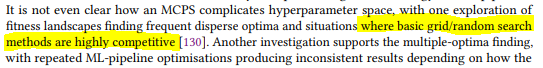 It is not even clear how an MCPS complicates hyperparameter space, with one exploration of
fitness landscapes finding frequent disperse optima and situations where basic grid/random search
methods are highly competitive [130]. Another investigation supports the multiple-optima finding,
with repeated ML-pipeline optimisations producing inconsistent results depending on how the